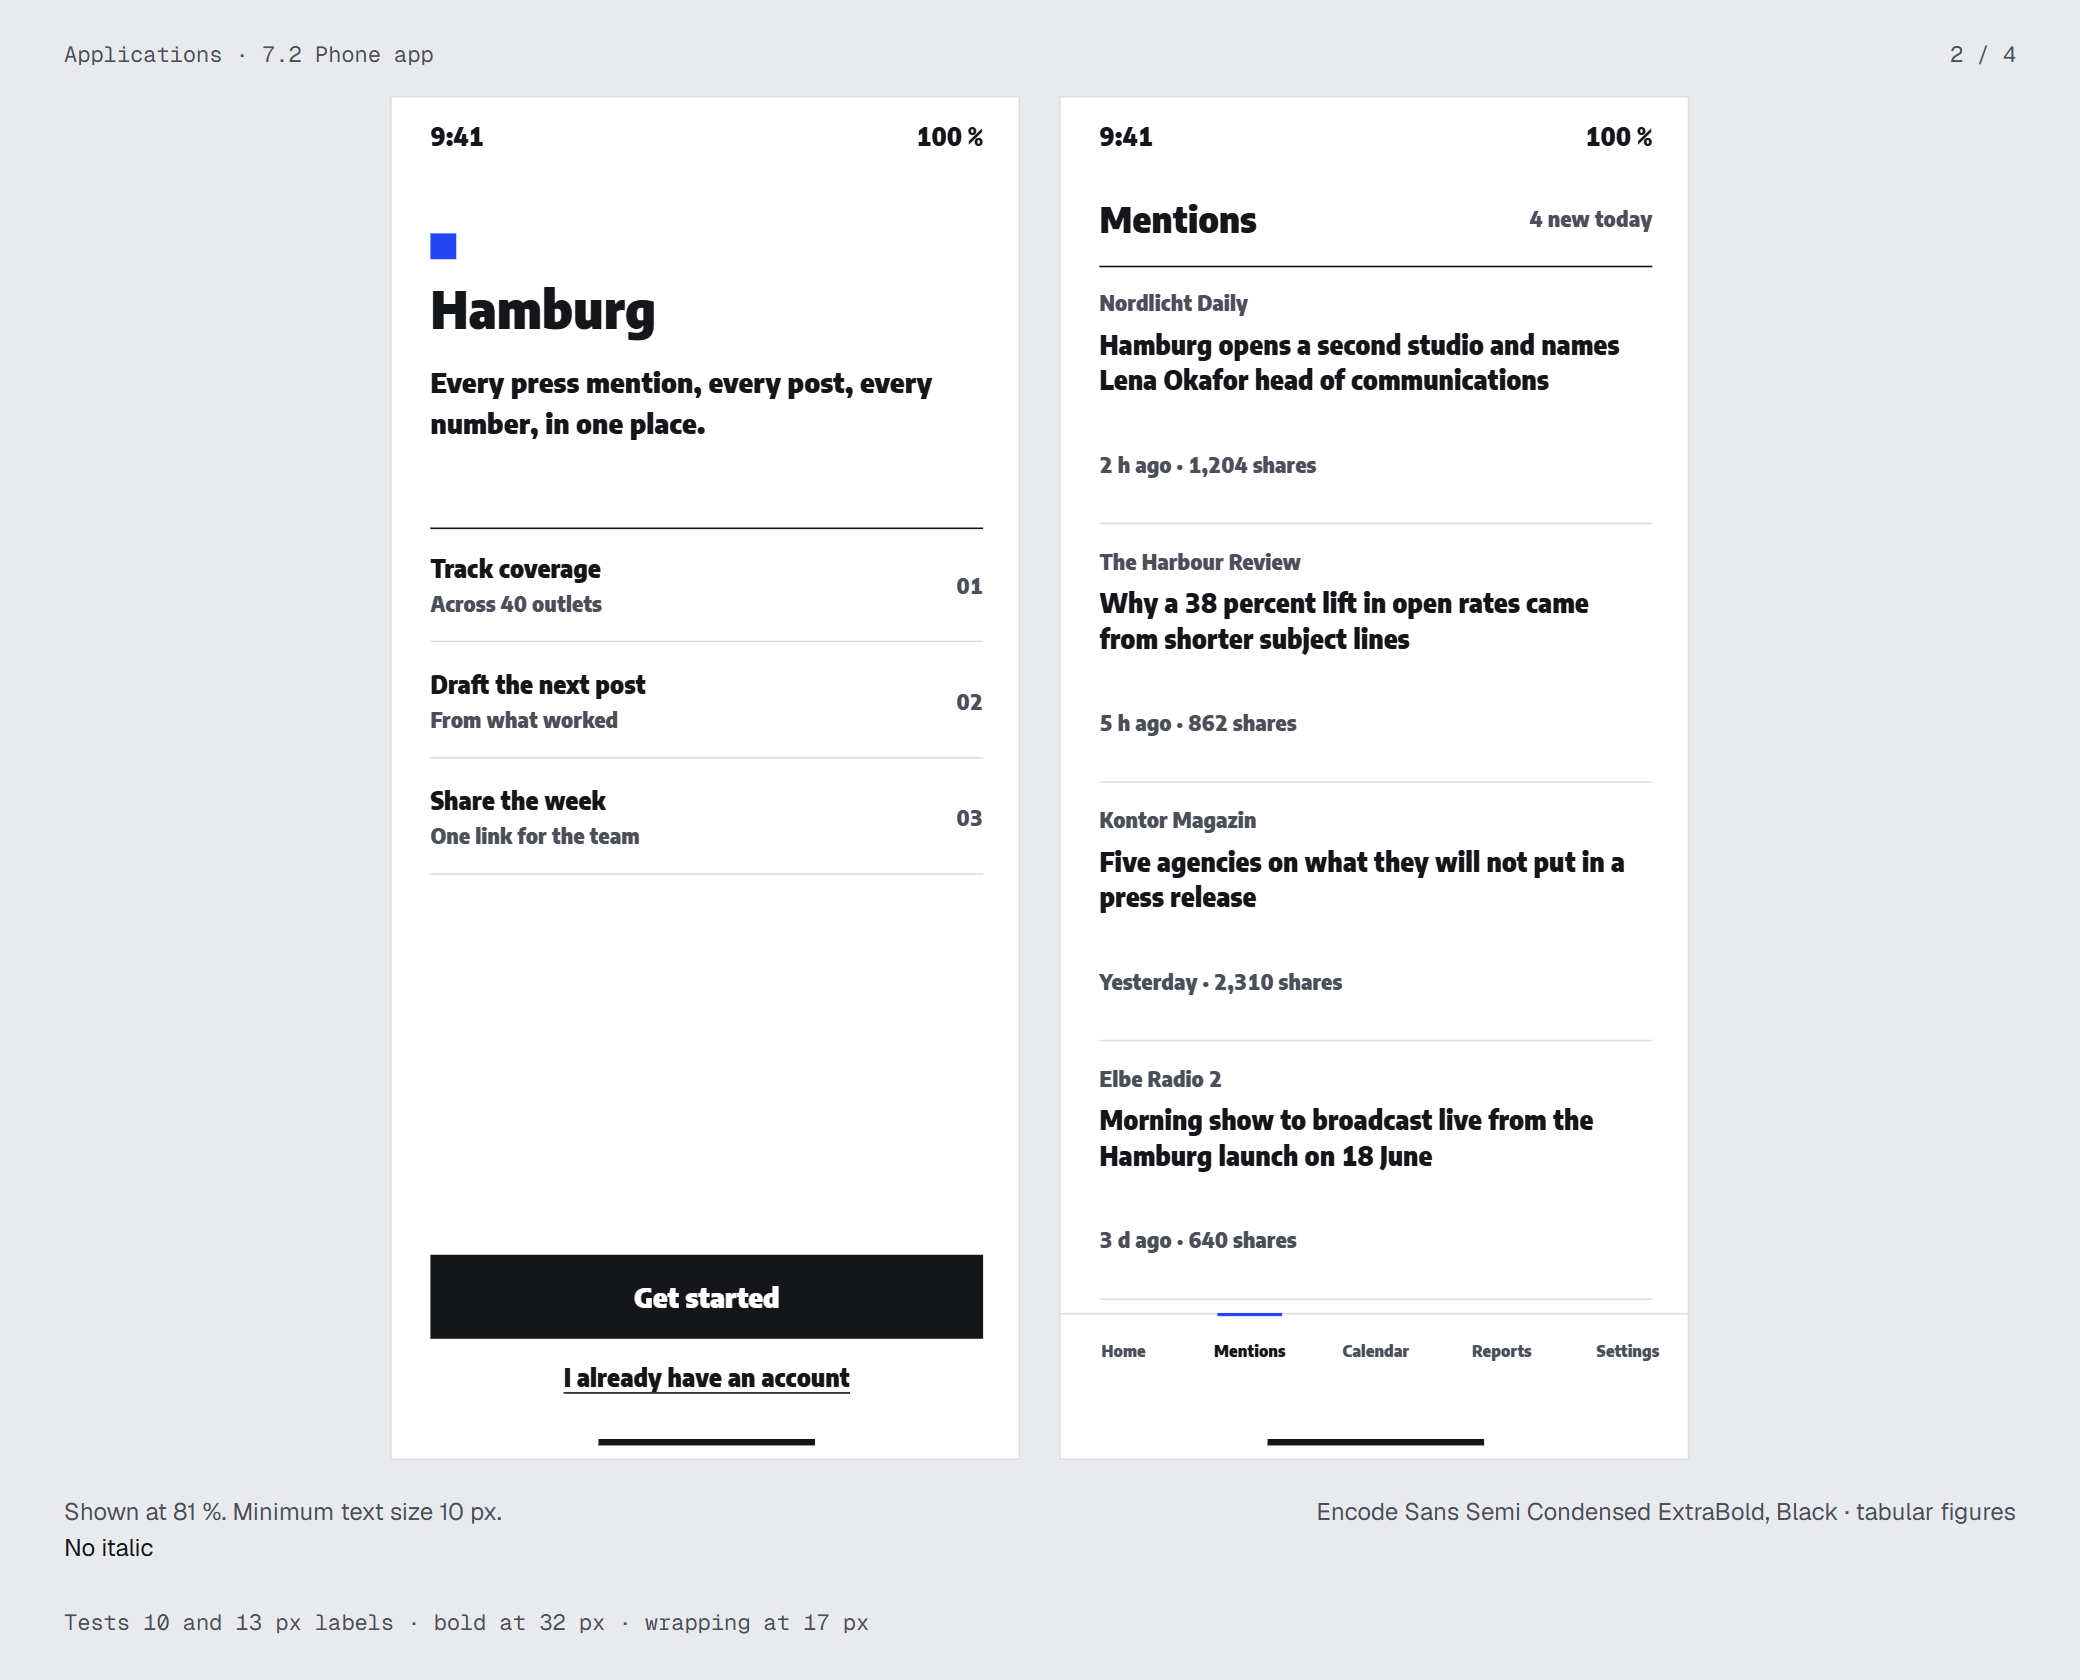 Applications · 7.2 Phone app
2 / 4
9:41
100 %
Hamburg
Every press mention, every post, every
number, in one place.
Track coverage
Across 40 outlets
01
Draft the next post
From what worked
02
Share the week
One link for the team
03
Get started
I already have an account
9:41
100 %
Mentions
4 new today
Nordlicht Daily
Hamburg opens a second studio and names
Lena Okafor head of communications
2 h ago • 1,204 shares
The Harbour Review
Why a 38 percent lift in open rates came
from shorter subject lines
5 h ago • 862 shares
Kontor Magazin
Five agencies on what they will not put in a
press release
Yesterday • 2,310 shares
Elbe Radio 2
Morning show to broadcast live from the
Hamburg launch on 18 June
3 d ago • 640 shares
Home
Mentions
Calendar
Reports
Settings
Shown at 81 %. Minimum text size 10 px.
No italic
Encode Sans Semi Condensed ExtraBold, Black · tabular figures
Tests 10 and 13 px labels · bold at 32 px · wrapping at 17 px